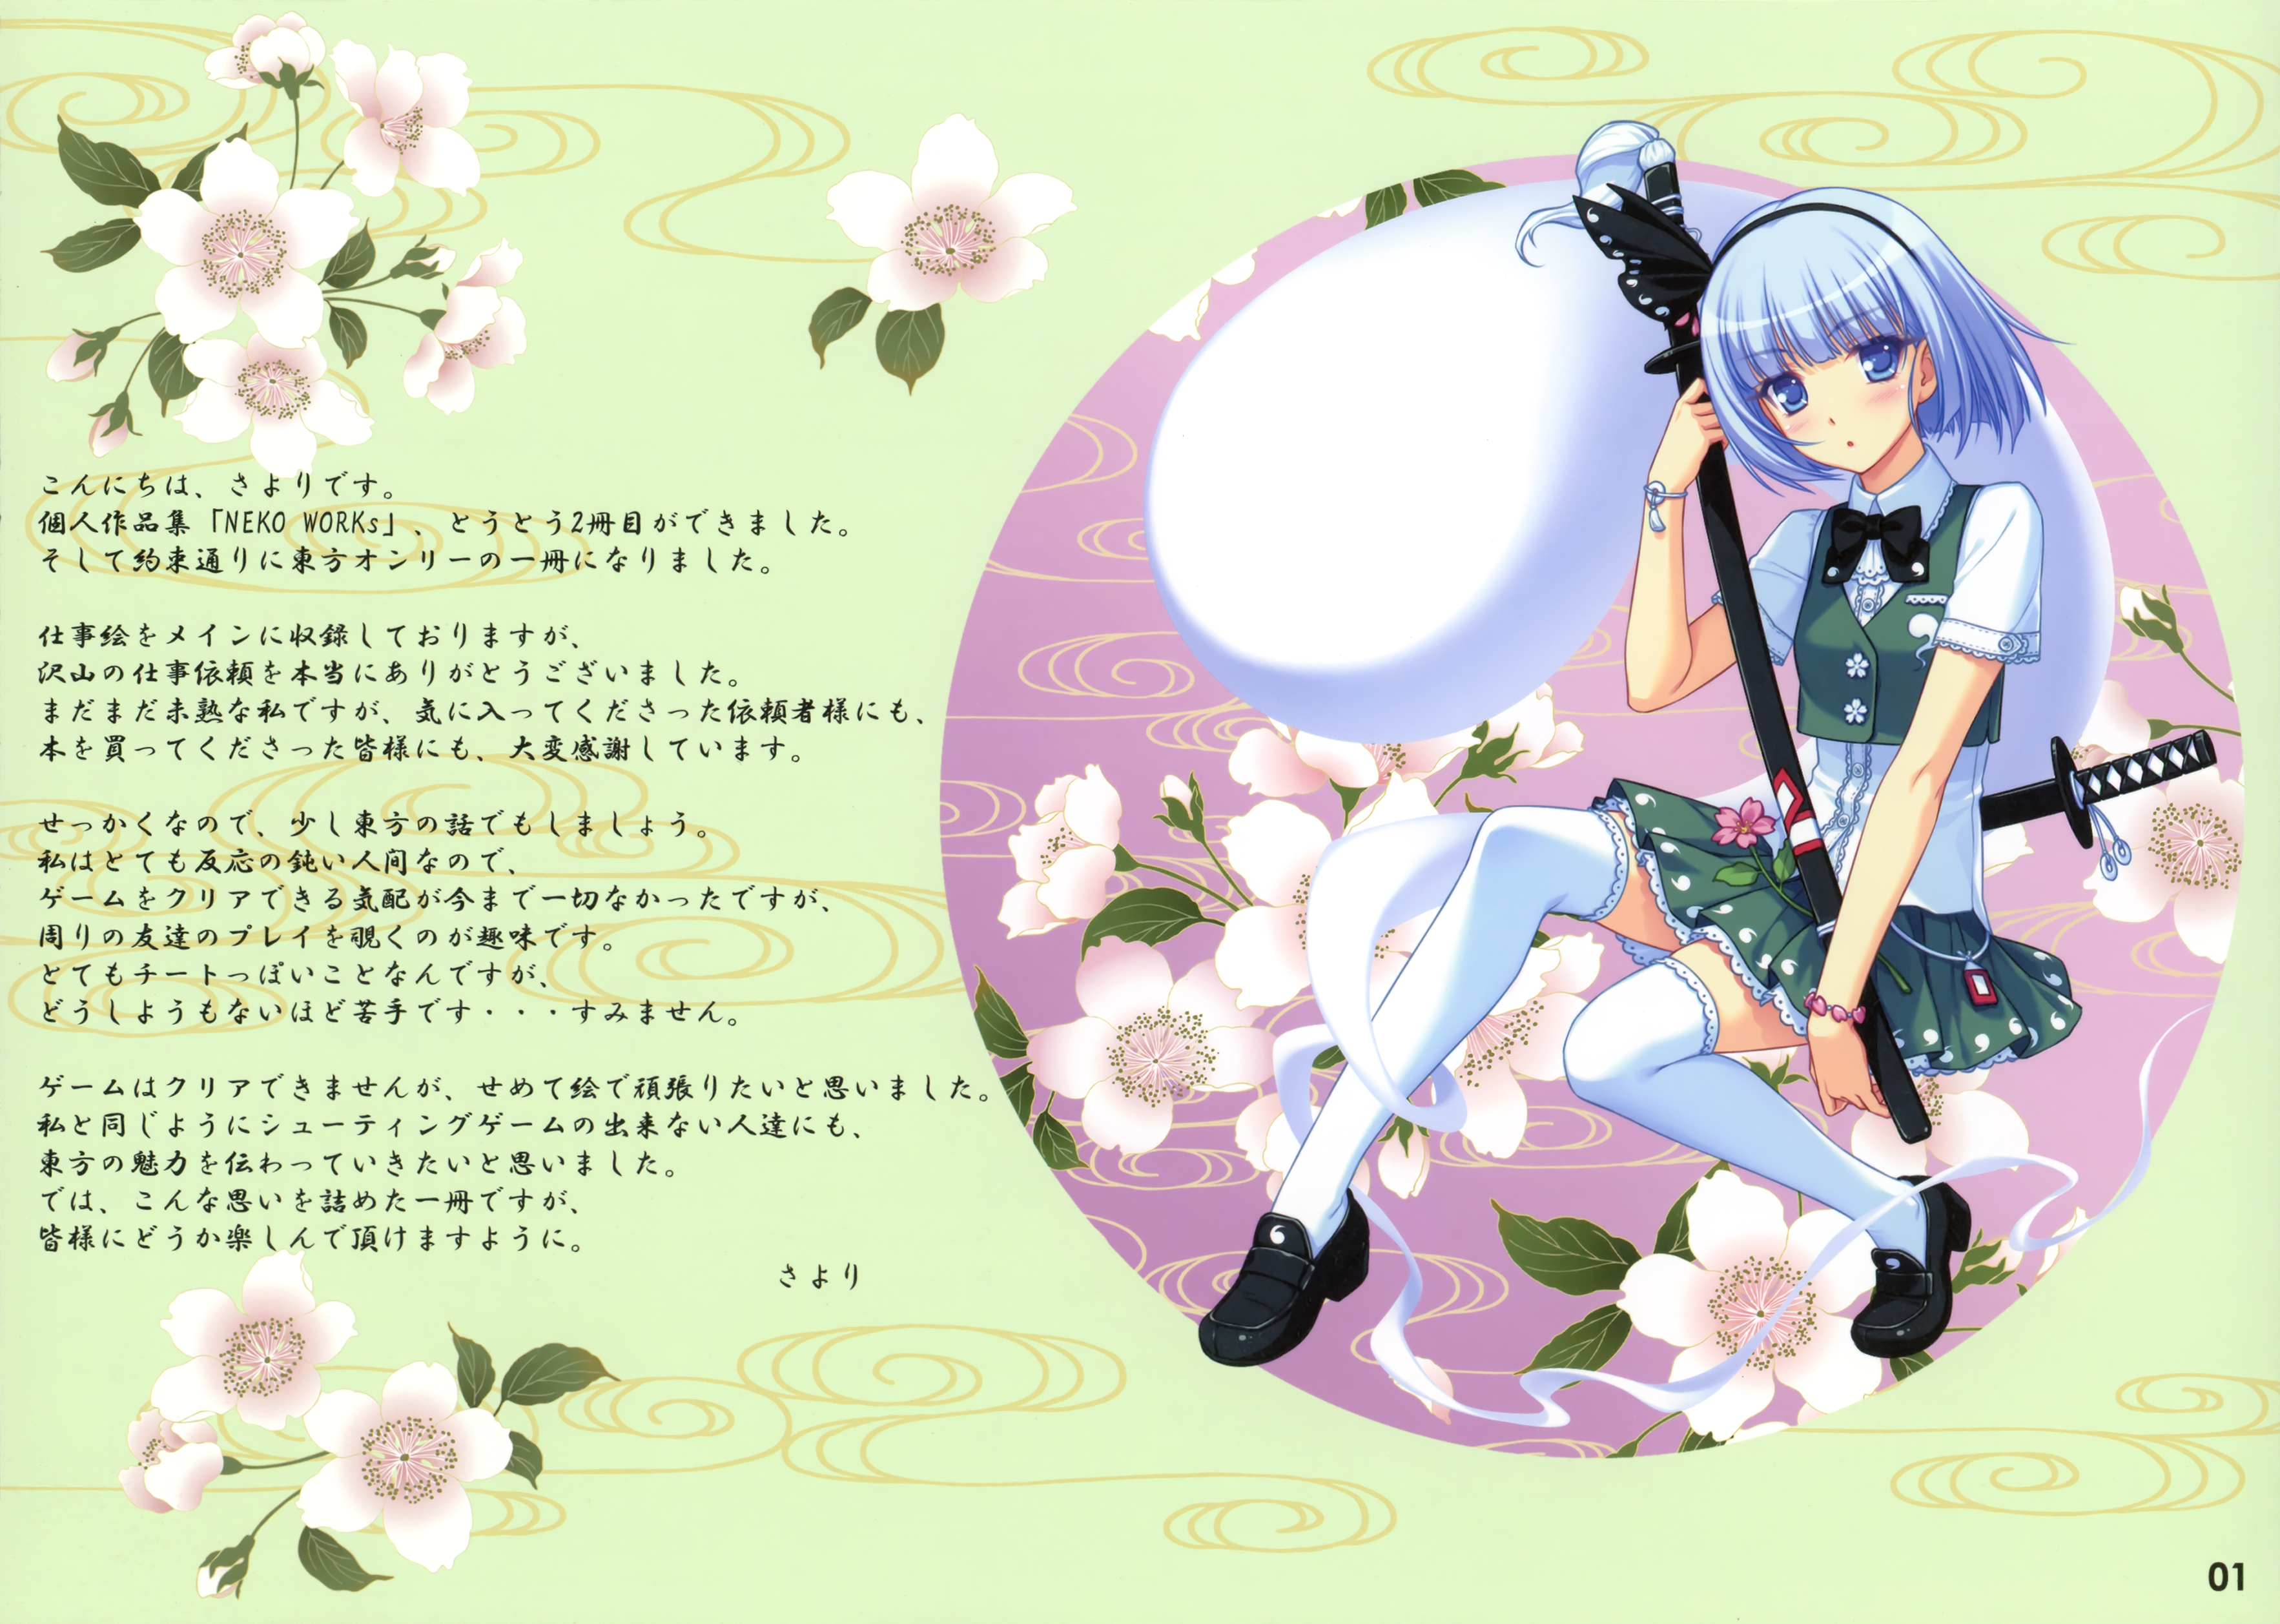 こんにちは、さよりです。
個人作品集「NEKO WORKs」、とうとう2冊目ができました。
そして約束通りに東方オンリーの一冊になりました。
仕事絵をメインに収録しておりますが、
沢山の仕事依頼を本当にありがとうございました。
まだまだ未熟な私ですが、気に入ってくださった依頼者様にも、
本を買ってくださった皆様にも、大変感謝しています。
せっかくなので、少し東方の話でもしましょう。
私はとても反応の鈍い人間なので、
ゲームをクリアできる気配が今まで一切なかったですが、
周りの友達のプレイを覗くのが趣味です。
とてもチートっぽいことなんですが、
どうしようもないほど苦手です・・・すみません。
ゲームはクリアできませんが、せめて絵で頑張りたいと思いました。
私と同じようにシューティングゲームの出来ない人達にも、
東方の魅力を伝わっていきたいと思いました。
では、こんな思いを詰めた一冊ですが、
皆様にどうか楽しんで頂けますように。
さより
01